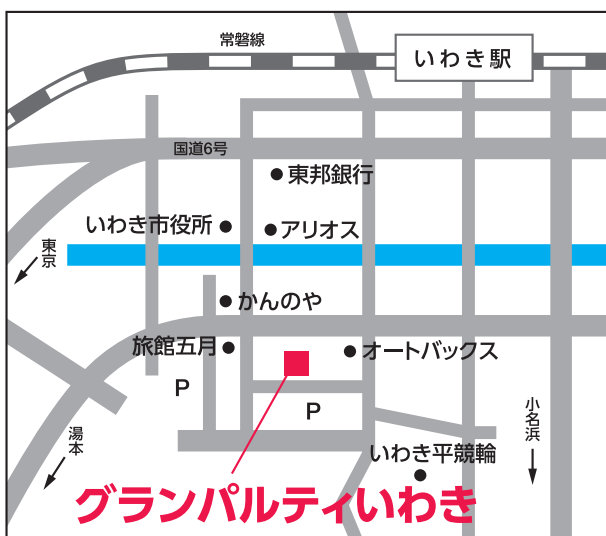 常磐線
いわき駅
国道6号
東邦銀行
いわき市役所
アリオス
東京
かんのや
旅館五月
オートバックス
P
P
小名浜
湯本
いわき平競輪
グランパルティいわき